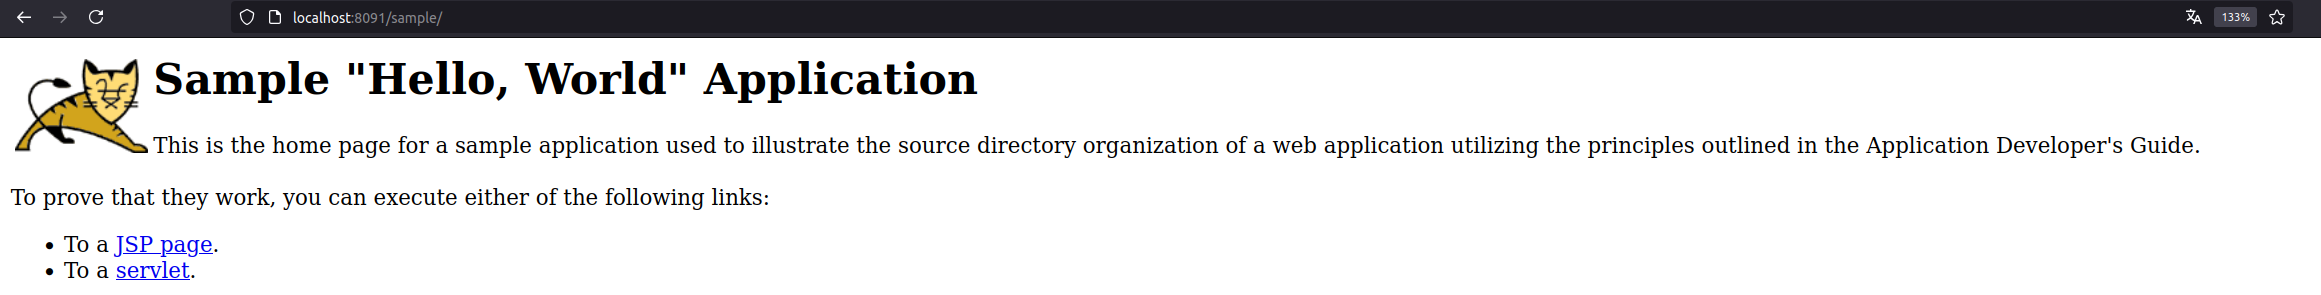 localhost:8091/sample/
133%
Sample "Hello, World" Application
This is the home page for a sample application used to illustrate the source directory organization of a web application utilizing the principles outlined in the Application Developer's Guide.
To prove that they work, you can execute either of the following links:
• To a JSP page.
• To a servlet.